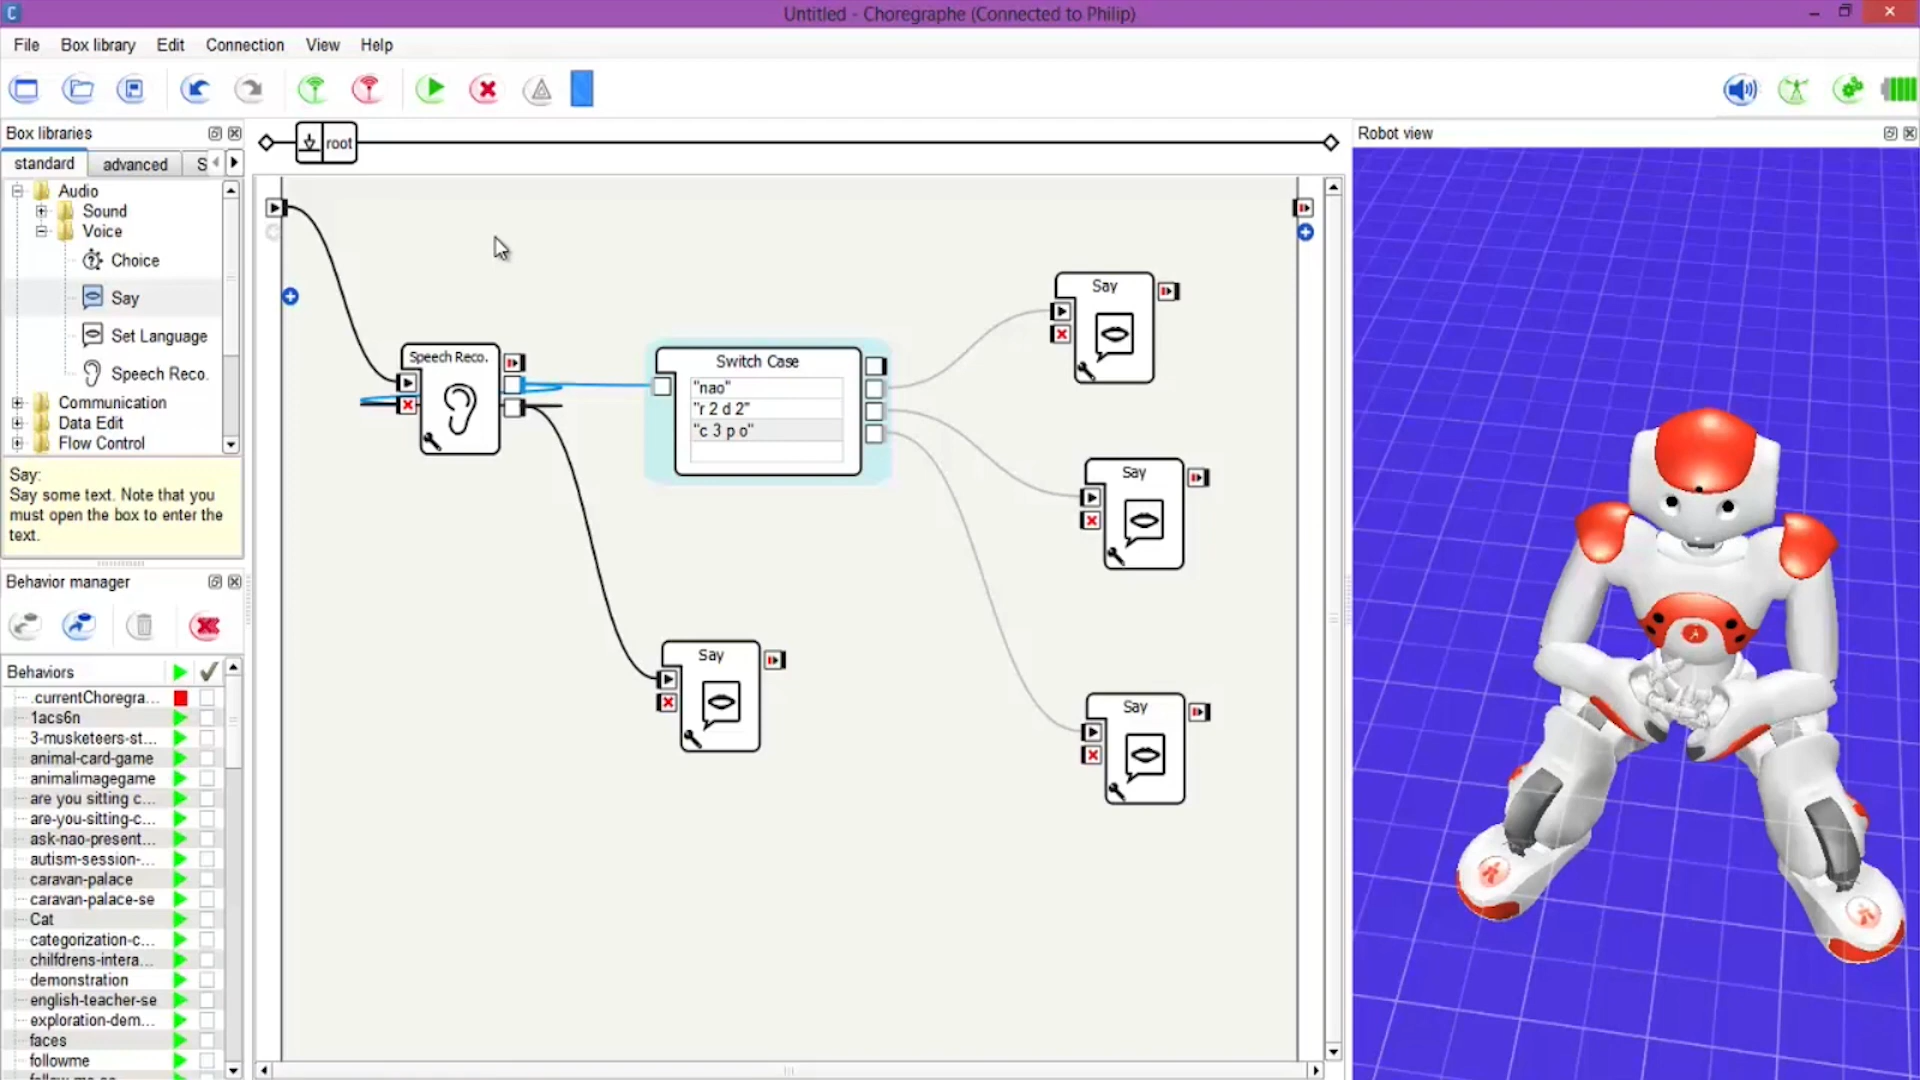 Untitled - Choregraphe (Connected to Philip)
File Box library Edit Connection View Help
Box libraries
standard advanced S
Audio
Sound
Voice
Choice
Say
Set Language
Speech Reco.
Communication
Data Edit
Flow Control
Say:
Say some text. Note that you
must open the box to enter the
text.
Behavior manager
Behaviors
.currentChoregra...
1acs6n
3-musketeers-st...
animal-card-game
animalimagegame
are you sitting c...
are-you-sitting-c...
ask-nao-present...
autism-session-...
caravan-palace
caravan-palace-se
Cat
categorization-c...
chilfdrens-intera...
demonstration
english-teacher-se
exploration-dem...
faces
followme
root
Speech Reco.
Switch Case
"nao"
"r 2 d 2"
"c 3 p o"
Say
Say
Say
Say
Robot view